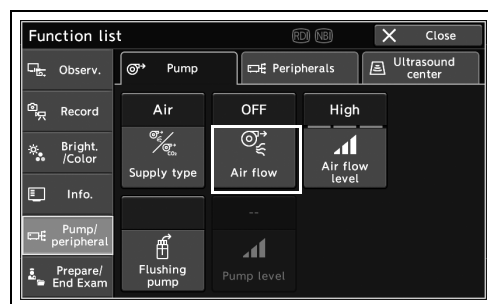 Function list
RDI NBI
Close
Observ.
Record
Bright.
/Color
Info.
Pump/
peripheral
Prepare/
End Exam
Pump
Peripherals
Ultrasound
center
Air
OFF
High
CO₂
Supply type
Air flow
Air flow
level
--
Flushing
pump
Pump level